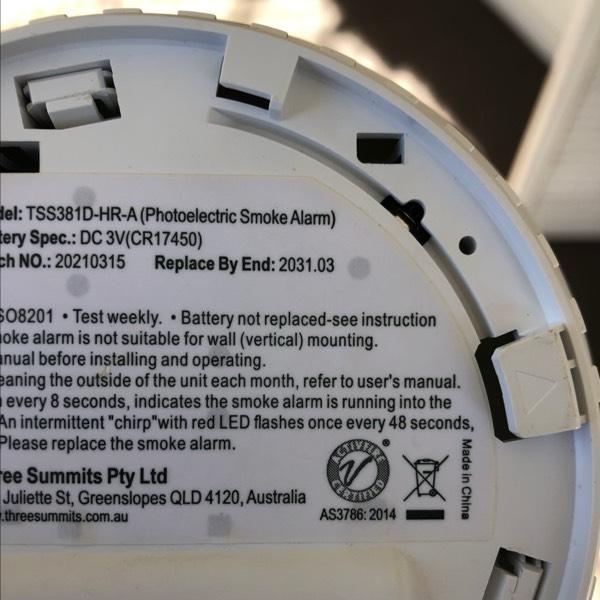 del: TSS381D-HR-A (Photoelectric Smoke Alarm)
tery Spec.: DC 3V(CR17450)
ch NO.: 20210315 Replace By End: 2031.03
SO8201 • Test weekly. • Battery not replaced-see instruction
oke alarm is not suitable for wall (vertical) mounting.
anual before installing and operating.
eaning the outside of the unit each month, refer to user's manual.
every 8 seconds, indicates the smoke alarm is running into the
An intermittent "chirp"with red LED flashes once every 48 seconds,
Please replace the smoke alarm.
ree Summits Pty Ltd
Juliette St, Greenslopes QLD 4120, Australia
.threesummits.com.au
ACTIVFIRE
CERTIFIED
®
AS3786: 2014
Made in China